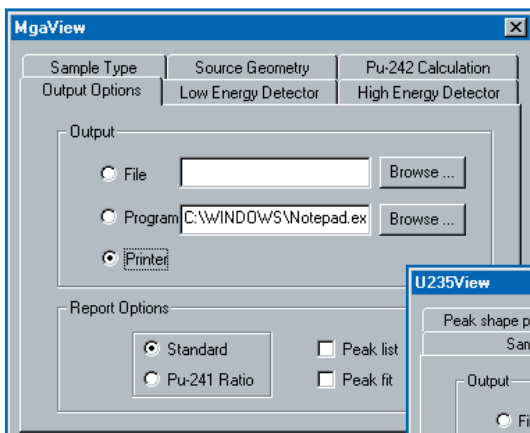 MgaView
Sample Type Source Geometry Pu-242 Calculation
Output Options Low Energy Detector High Energy Detector
Output
File Browse ...
Program C:\WINDOWS\Notepad.ex Browse ...
Printer
Report Options
Standard Peak list
Pu-241 Ratio Peak fit
U235View
Peak shape p
San
Output
Fi